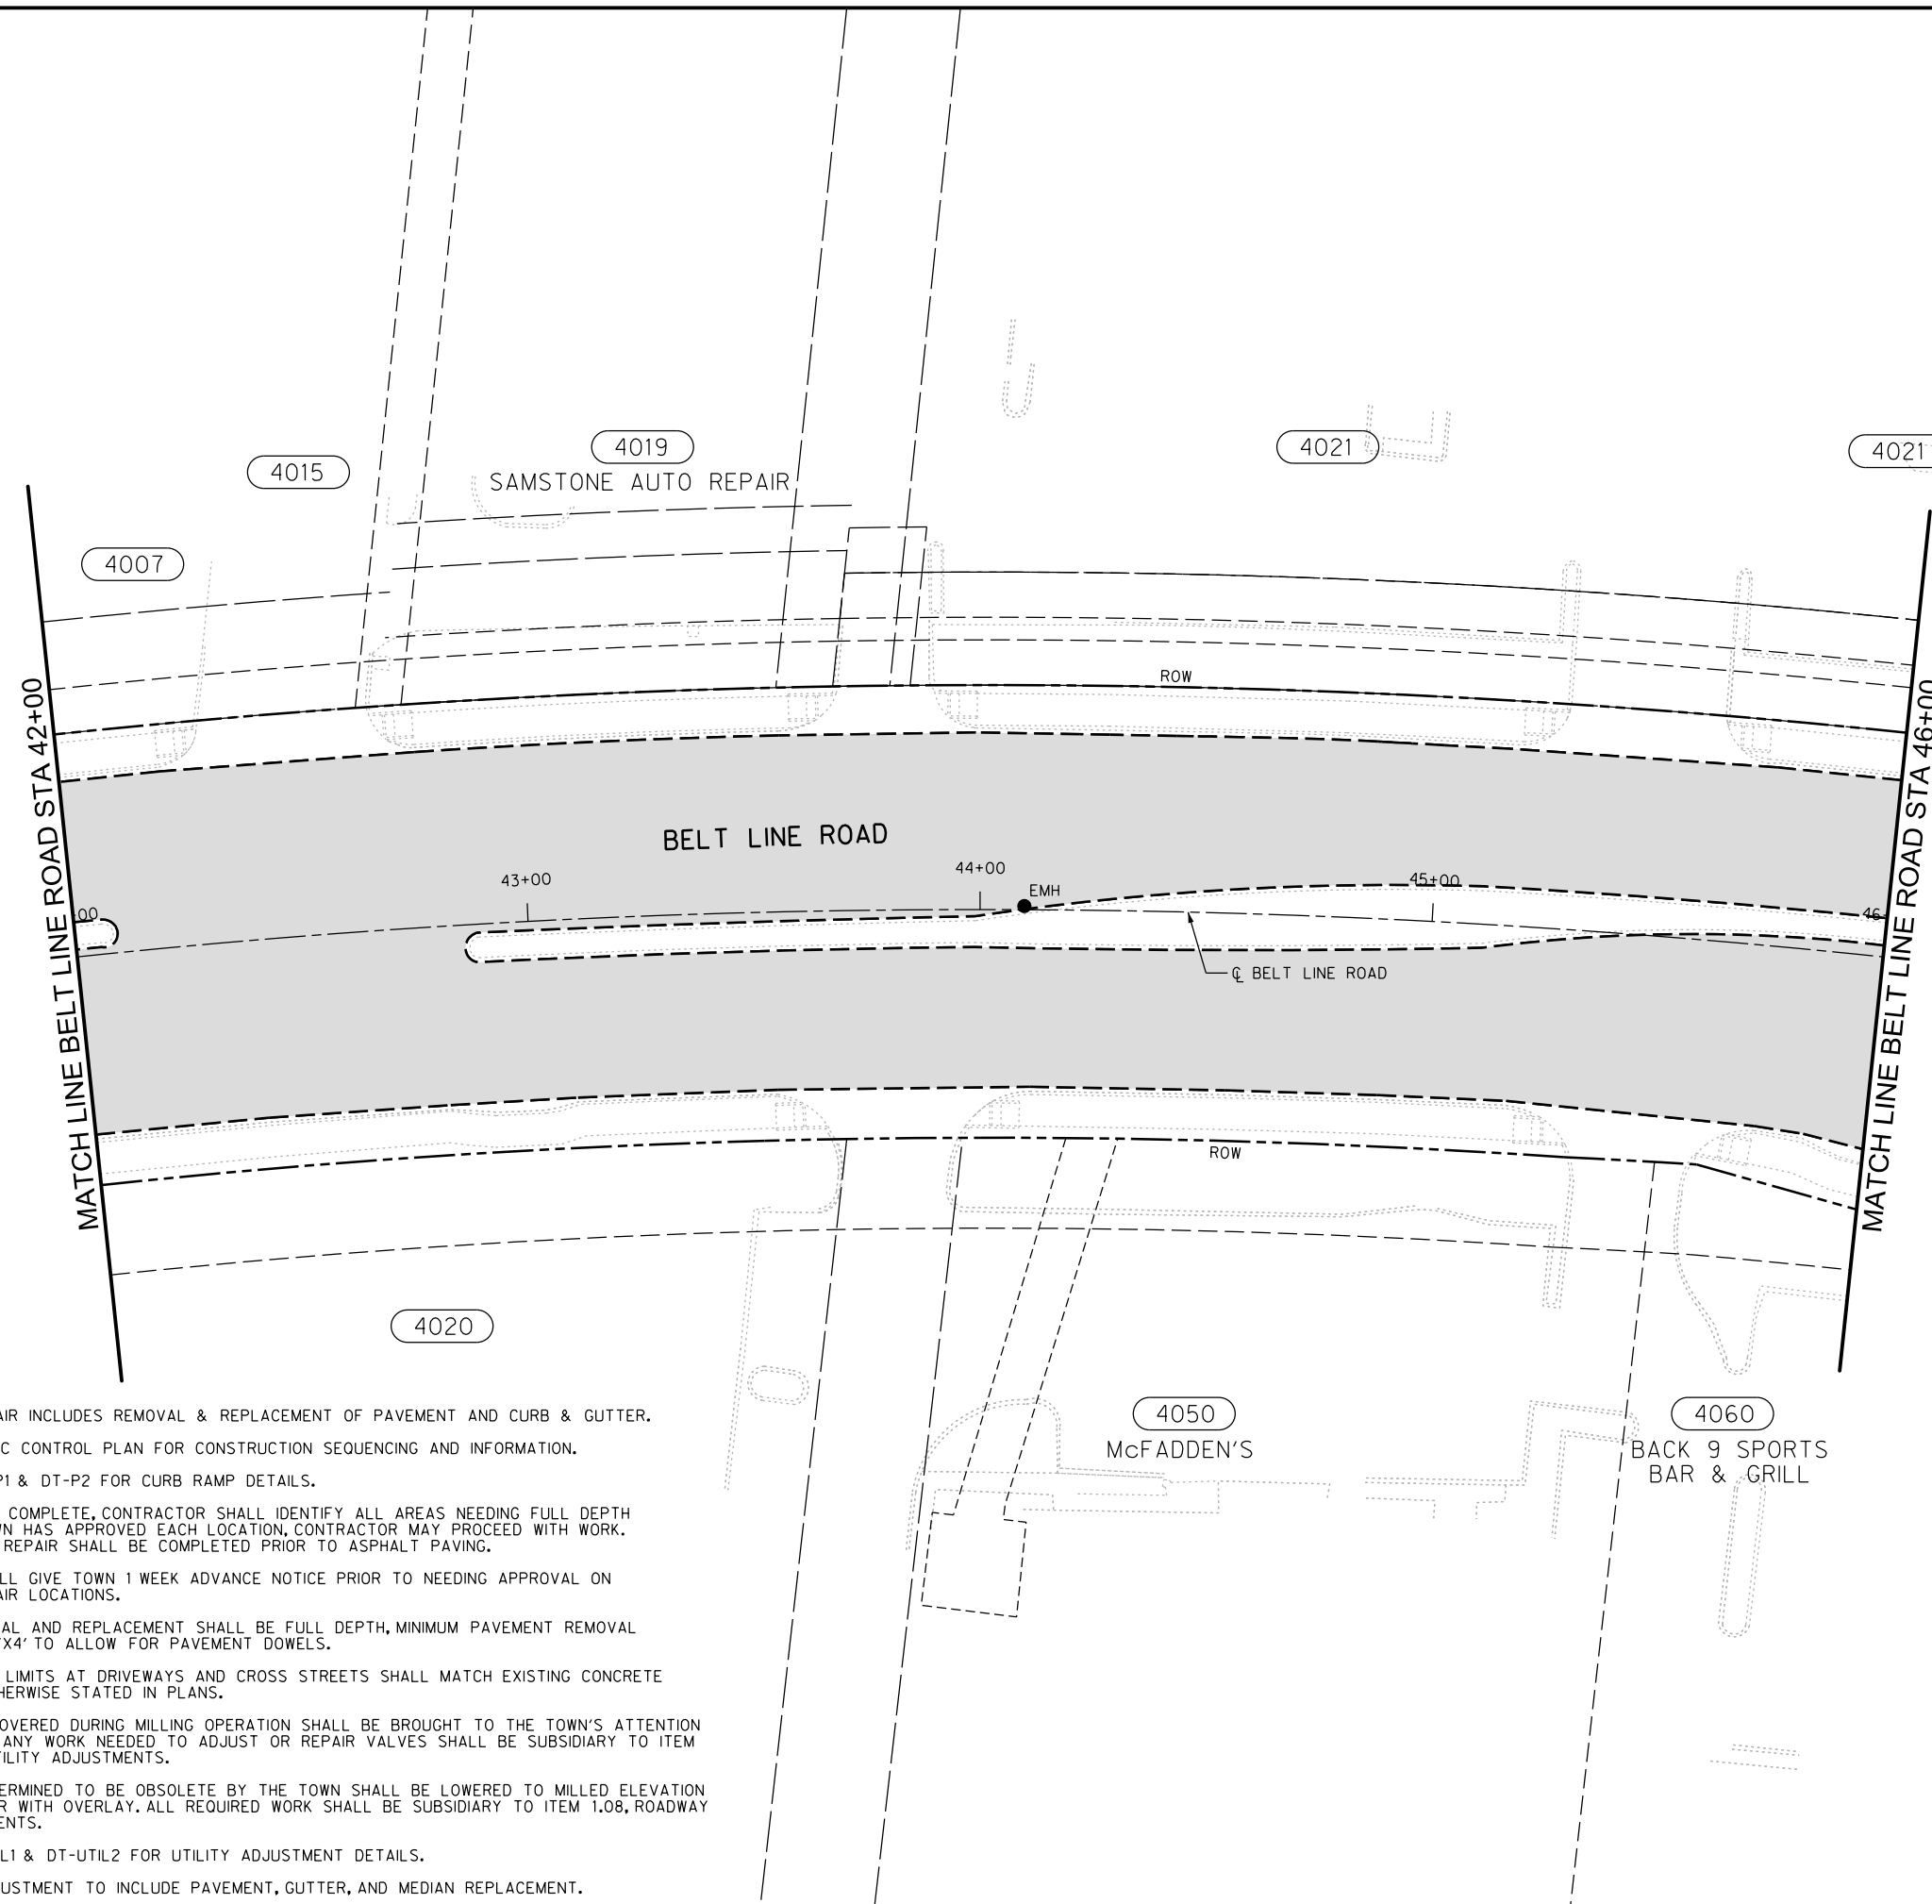 4019
4021
4021
4015
SAMSTONE AUTO REPAIR
4007
ROW
MATCH LINE BELT LINE ROAD STA 42+00
MATCH LINE BELT LINE ROAD STA 46+00
BELT LINE ROAD
43+00
44+00
45+00
EMH
00
46
℄ BELT LINE ROAD
ROW
4020
4050
McFADDEN'S
4060
BACK 9 SPORTS
BAR & GRILL
AIR INCLUDES REMOVAL & REPLACEMENT OF PAVEMENT AND CURB & GUTTER.
C CONTROL PLAN FOR CONSTRUCTION SEQUENCING AND INFORMATION.
P1 & DT-P2 FOR CURB RAMP DETAILS.
COMPLETE, CONTRACTOR SHALL IDENTIFY ALL AREAS NEEDING FULL DEPTH
WN HAS APPROVED EACH LOCATION, CONTRACTOR MAY PROCEED WITH WORK.
REPAIR SHALL BE COMPLETED PRIOR TO ASPHALT PAVING.
LL GIVE TOWN 1 WEEK ADVANCE NOTICE PRIOR TO NEEDING APPROVAL ON
AIR LOCATIONS.
AL AND REPLACEMENT SHALL BE FULL DEPTH, MINIMUM PAVEMENT REMOVAL
'X4' TO ALLOW FOR PAVEMENT DOWELS.
LIMITS AT DRIVEWAYS AND CROSS STREETS SHALL MATCH EXISTING CONCRETE
HERWISE STATED IN PLANS.
OVERED DURING MILLING OPERATION SHALL BE BROUGHT TO THE TOWN'S ATTENTION
ANY WORK NEEDED TO ADJUST OR REPAIR VALVES SHALL BE SUBSIDIARY TO ITEM
TILITY ADJUSTMENTS.
ERMINED TO BE OBSOLETE BY THE TOWN SHALL BE LOWERED TO MILLED ELEVATION
R WITH OVERLAY. ALL REQUIRED WORK SHALL BE SUBSIDIARY TO ITEM 1.08, ROADWAY
ENTS.
L1 & DT-UTIL2 FOR UTILITY ADJUSTMENT DETAILS.
USTMENT TO INCLUDE PAVEMENT, GUTTER, AND MEDIAN REPLACEMENT.